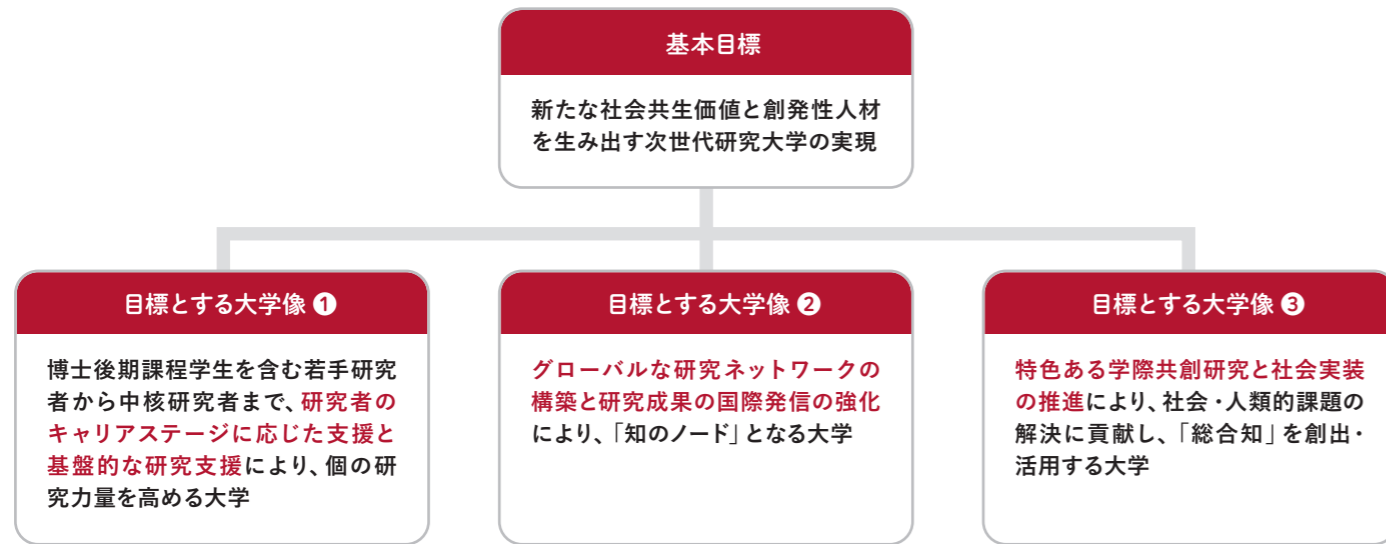 基本目標
新たな社会共生価値と創発性人材
を生み出す次世代研究大学の実現
目標とする大学像 ❶
博士後期課程学生を含む若手研究
者から中核研究者まで、研究者の
キャリアステージに応じた支援と
基盤的な研究支援により、個の研
究力量を高める大学
目標とする大学像 ❷
グローバルな研究ネットワークの
構築と研究成果の国際発信の強化
により、「知のノード」となる大学
目標とする大学像 ❸
特色ある学際共創研究と社会実装
の推進により、社会・人類的課題の
解決に貢献し、「総合知」を創出・
活用する大学